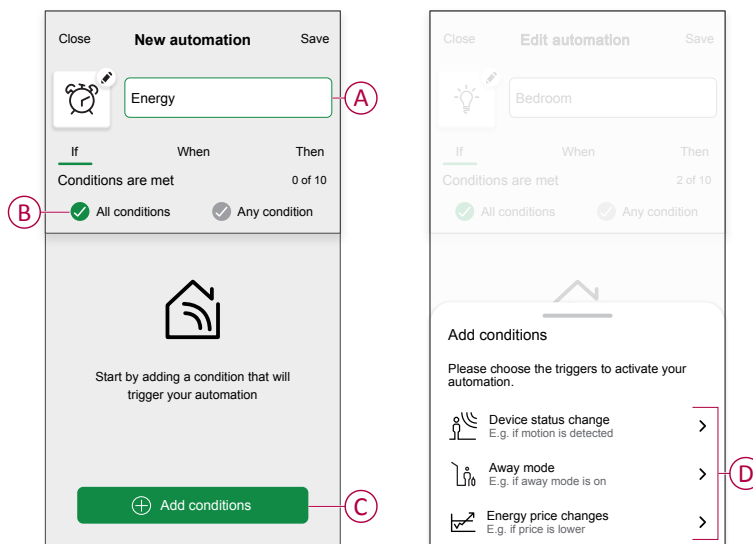 Close New automation Save
Energy
A
If When Then
Conditions are met 0 of 10
B
All conditions Any condition
Start by adding a condition that will
trigger your automation
Add conditions
C
Close Edit automation Save
Bedroom
If When Then
Conditions are met 2 of 10
All conditions Any condition
Add conditions
Please choose the triggers to activate your
automation.
Device status change
E.g. if motion is detected
Away mode
E.g. if away mode is on
D
Energy price changes
E.g. if price is lower